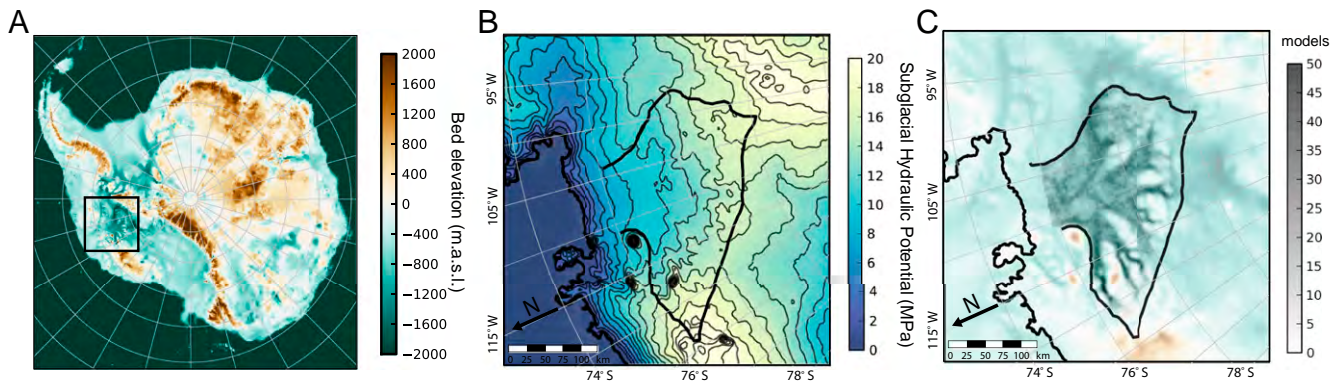 A
2000
1600
1200
800
400
0
−400
−800
−1200
−1600
−2000
Bed elevation (m.a.s.l.)
B
95°W
105°W
115°W
N
0 25 50 75 100 km
74°S
76°S
78°S
20
18
16
14
12
10
8
6
4
2
0
Subglacial Hydraulic Potential (MPa)
C
95°W
105°W
115°W
N
0 25 50 75 100 km
74°S
76°S
78°S
models
50
45
40
35
30
25
20
15
10
5
0